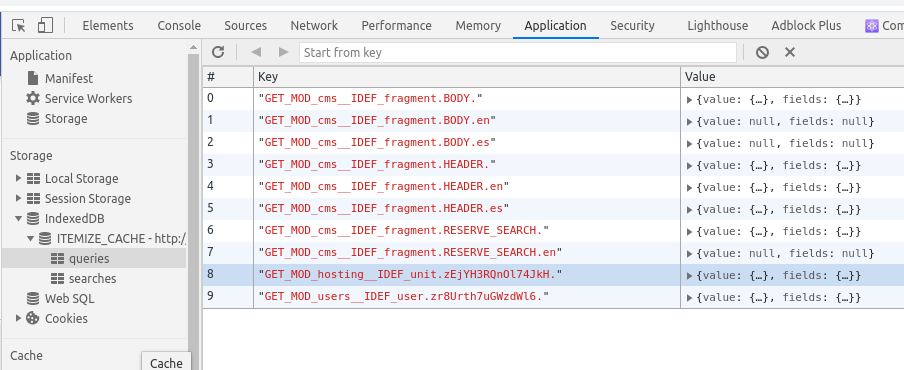 Elements Console Sources Network Performance Memory Application Security Lighthouse Adblock Plus Com
Application
Manifest
Service Workers
Storage
Storage
Local Storage
Session Storage
IndexedDB
ITEMIZE_CACHE - http:/
queries
searches
Web SQL
Cookies
Cache
Cache
Start from key
# Key Value
0 "GET_MOD_cms__IDEF_fragment.BODY." {value: {…}, fields: {…}}
1 "GET_MOD_cms__IDEF_fragment.BODY.en" {value: null, fields: null}
2 "GET_MOD_cms__IDEF_fragment.BODY.es" {value: null, fields: null}
3 "GET_MOD_cms__IDEF_fragment.HEADER." {value: {…}, fields: {…}}
4 "GET_MOD_cms__IDEF_fragment.HEADER.en" {value: {…}, fields: {…}}
5 "GET_MOD_cms__IDEF_fragment.HEADER.es" {value: {…}, fields: {…}}
6 "GET_MOD_cms__IDEF_fragment.RESERVE_SEARCH." {value: {…}, fields: {…}}
7 "GET_MOD_cms__IDEF_fragment.RESERVE_SEARCH.en" {value: null, fields: null}
8 "GET_MOD_hosting__IDEF_unit.zEjYH3RQnOl74JkH." {value: {…}, fields: {…}}
9 "GET_MOD_users__IDEF_user.zr8Urth7uGWzdWl6." {value: {…}, fields: {…}}